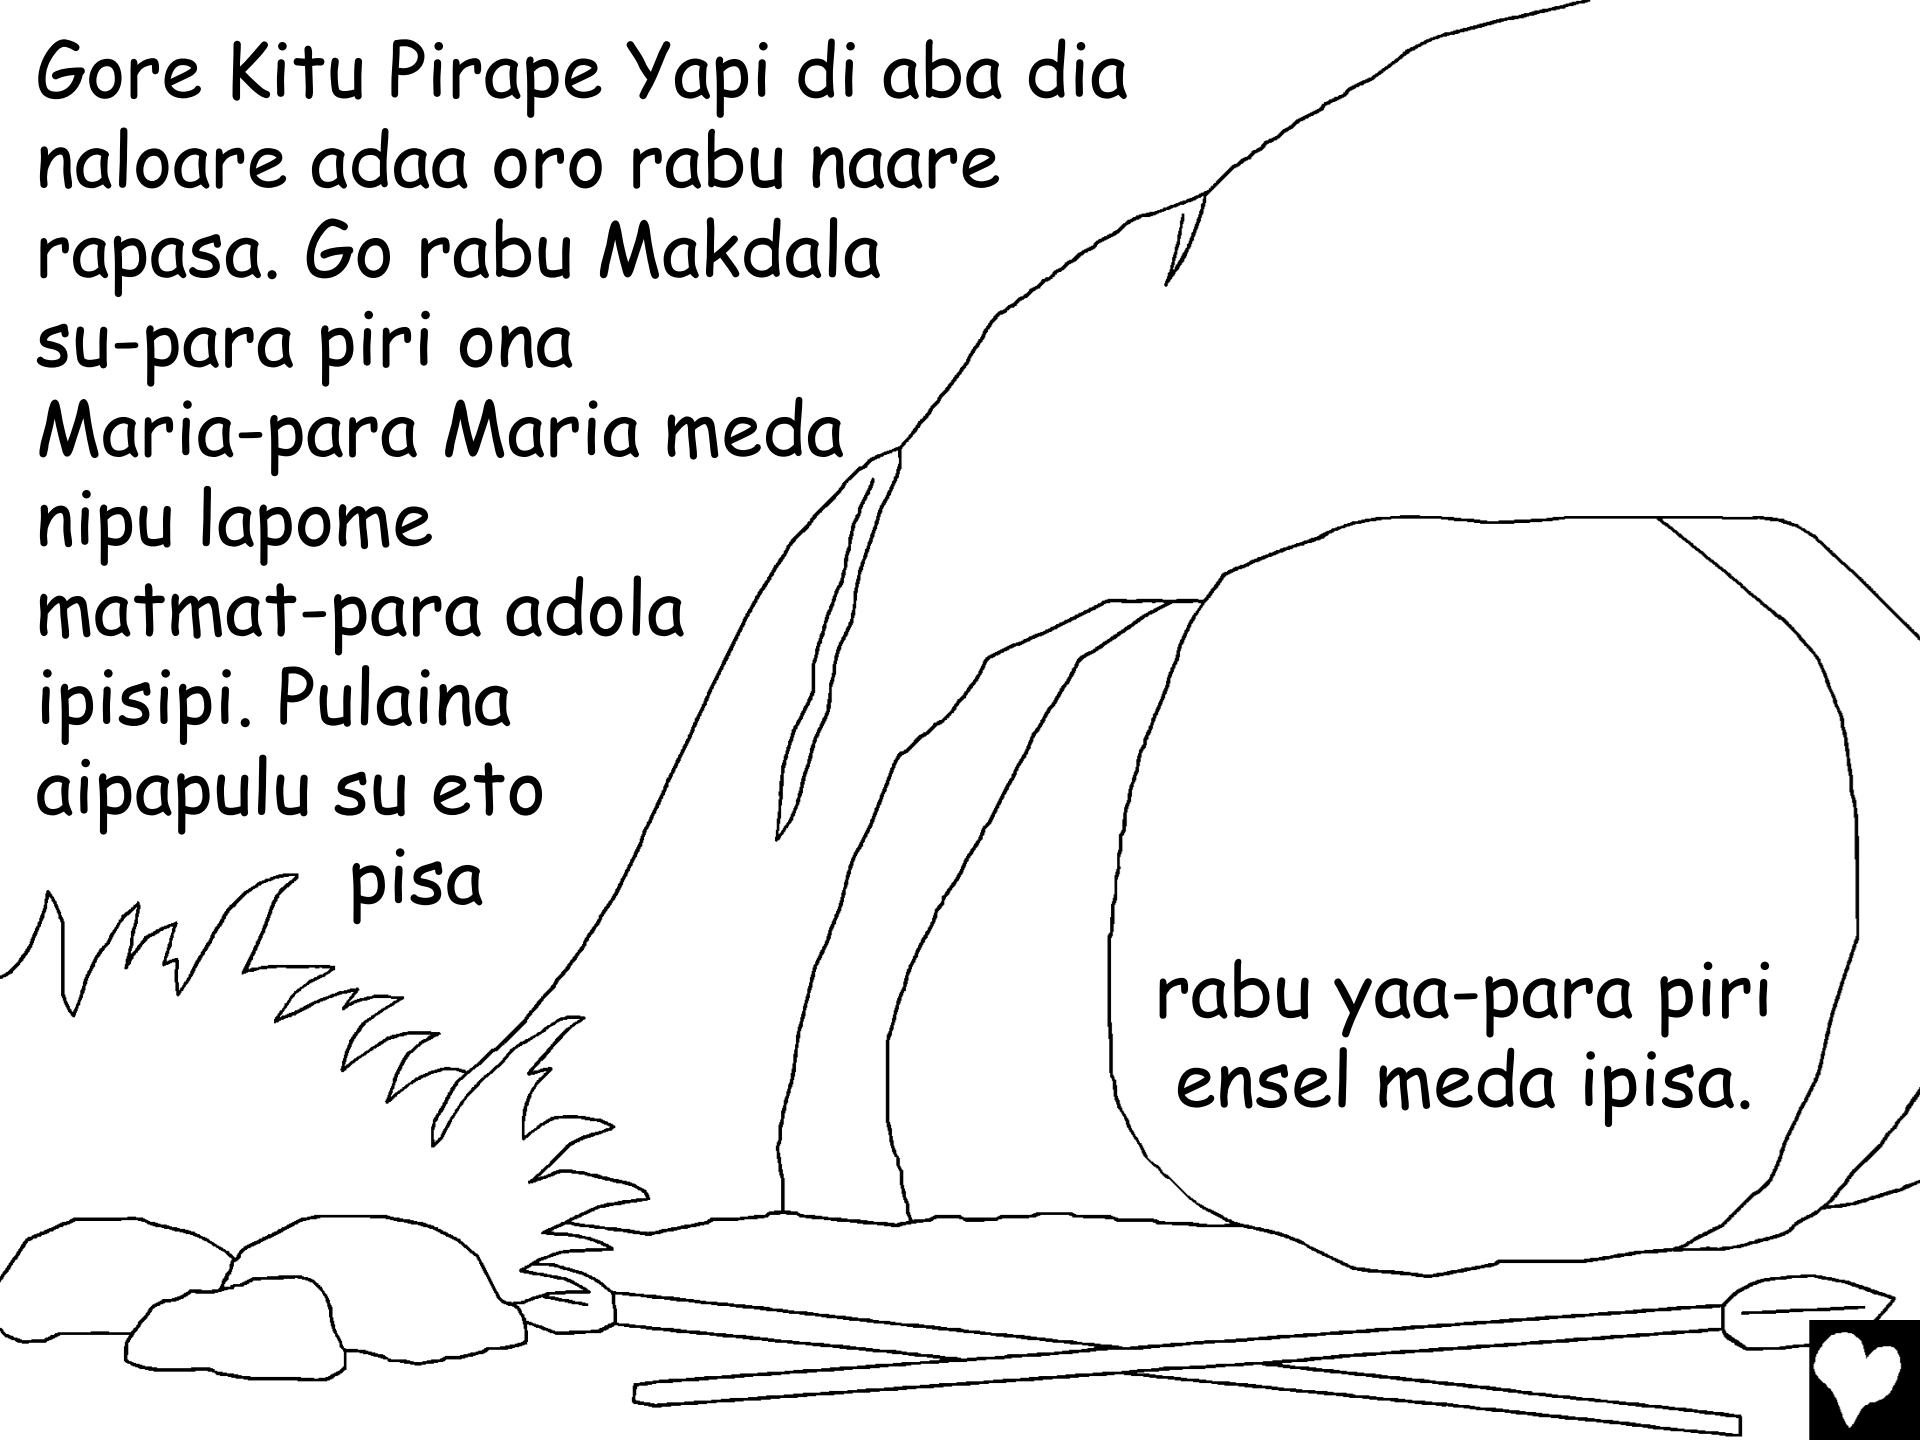 Gore Kitu Pirape Yapi di aba dia
naloare adaa oro rabu naare
rapasa. Go rabu Makdala
su-para piri ona
Maria-para Maria meda
nipu lapome
matmat-para adola
ipisipi. Pulaina
aipapulu su eto
pisa
rabu yaa-para piri
ensel meda ipisa.